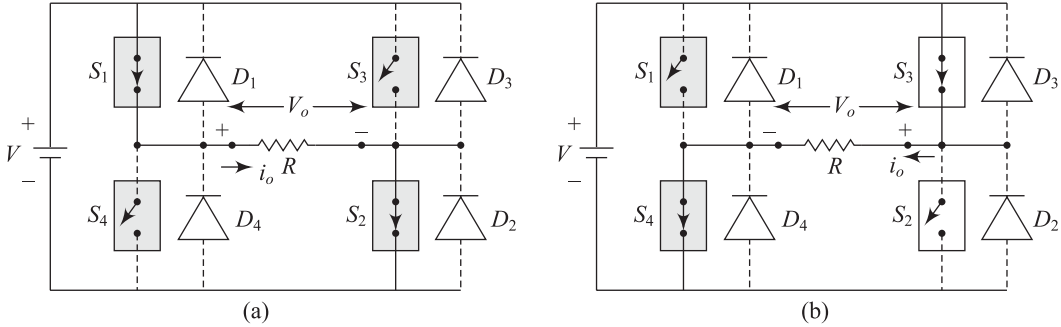 S1 D1 S3 D3
Vo
+ −
+
V
−
io R
S4 D4 S2 D2
(a)
S1 D1 S3 D3
Vo
− +
+
V
−
R io
S4 D4 S2 D2
(b)